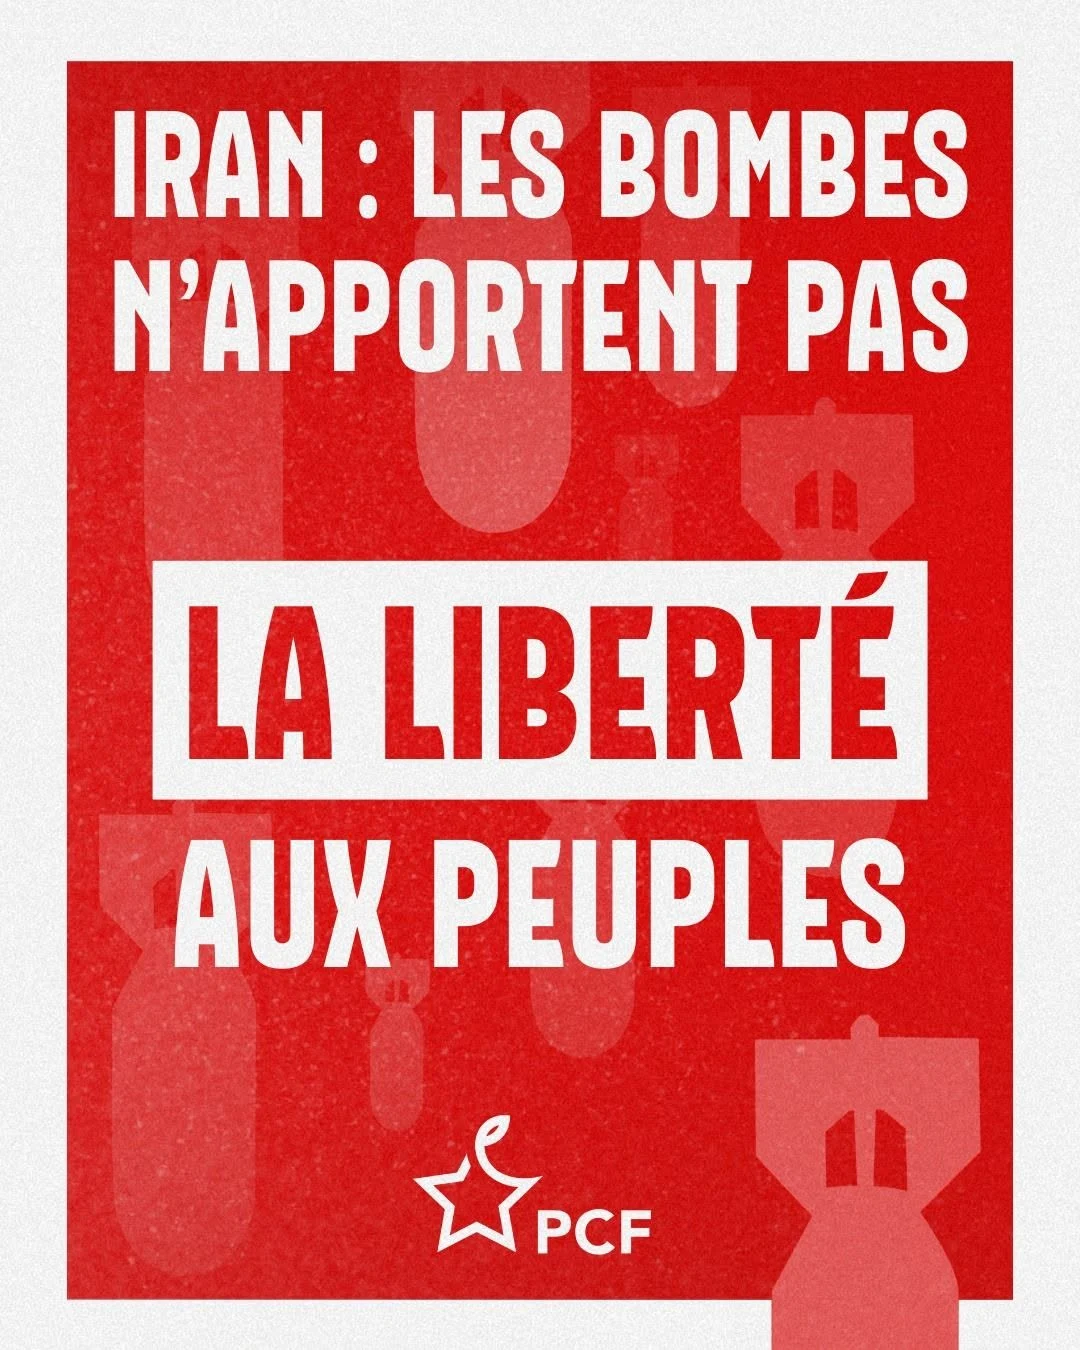 IRAN : LES BOMBES
N'APPORTENT PAS
LA LIBERTÉ
AUX PEUPLES
PCF